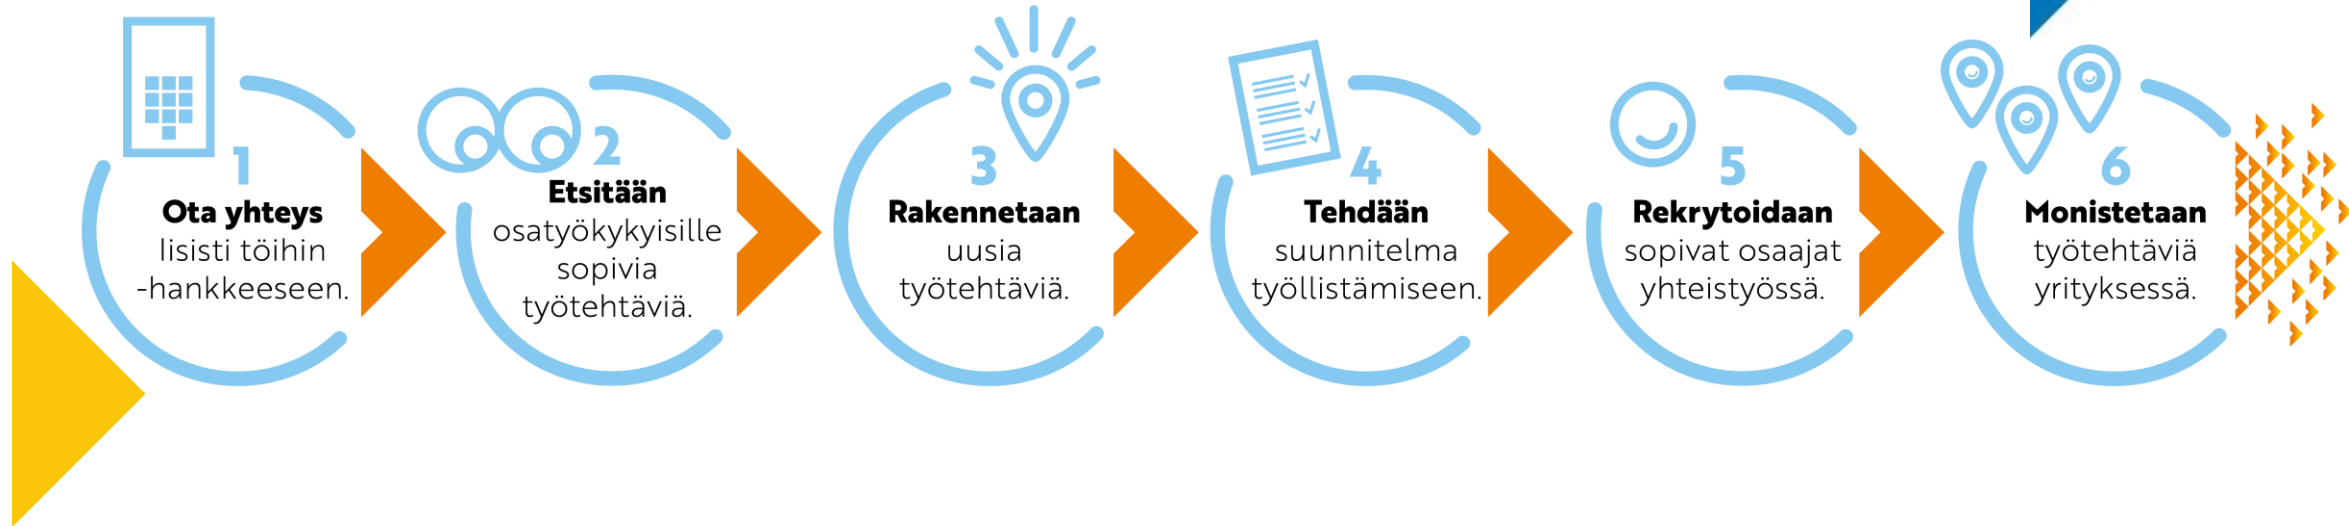 1
Ota yhteys
lisisti töihin
-hankkeeseen.
2
Etsitään
osatyökykyisille
sopivia
työtehtäviä.
3
Rakennetaan
uusia
työtehtäviä.
4
Tehdään
suunnitelma
työllistämiseen.
5
Rekrytoidaan
sopivat osaajat
yhteistyössä.
6
Monistetaan
työtehtäviä
yrityksessä.